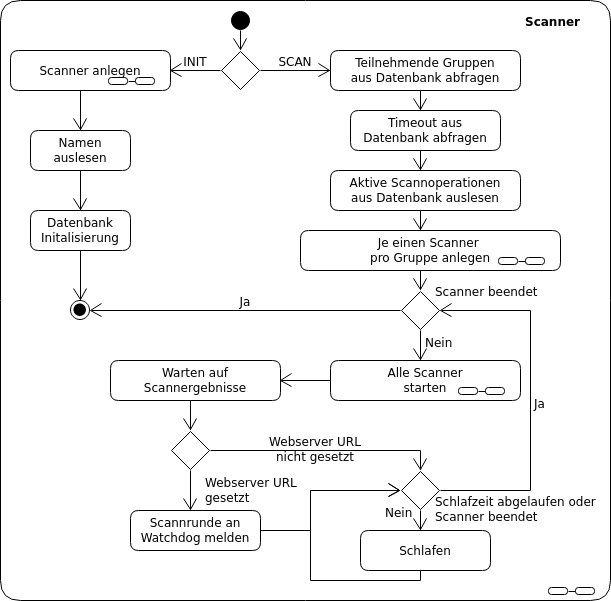 Scanner
INIT
SCAN
Scanner anlegen
Teilnehmende Gruppen
aus Datenbank abfragen
Timeout aus
Datenbank abfragen
Namen
auslesen
Aktive Scannoperationen
aus Datenbank auslesen
Datenbank
Initalisierung
Je einen Scanner
pro Gruppe anlegen
Scanner beendet
Ja
Nein
Warten auf
Scannergebnisse
Alle Scanner
starten
Ja
Webserver URL
nicht gesetzt
Webserver URL
gesetzt
Schlafzeit abgelaufen oder
Scanner beendet
Nein
Scannrunde an
Watchdog melden
Schlafen